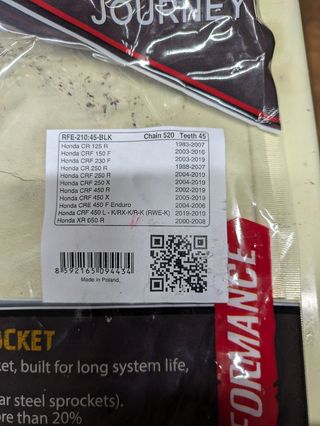 JOURNEY
RFE-210:45-BLK Chain 520 Teeth 45
Honda CR 125 R 1983-2007
Honda CRF 150 F 2003-2016
Honda CRF 230 F 2003-2019
Honda CR 250 R 1988-2007
Honda CRF 250 R 2004-2010
Honda CRF 250 X 2004-2019
Honda CRF 450 R 2002-2019
Honda CRF 450 X 2005-2019
Honda CRE 450 F Enduro 2004-2006
Honda CRF 450 L - K/RX-K/R-K (RWE-K) 2019-2019
Honda XR 650 R 2000-2008
8 592165 094434
Made in Poland,
FORMANCE
OCKET
ket, built for long system life,
ar steel sprockets).
ore than 20%